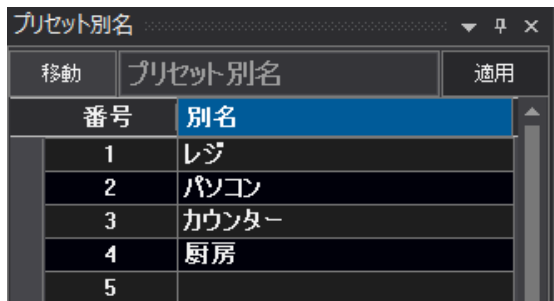 プリセット別名
移動 プリセット別名 適用
番号 別名
1 レジ
2 パソコン
3 カウンター
4 厨房
5